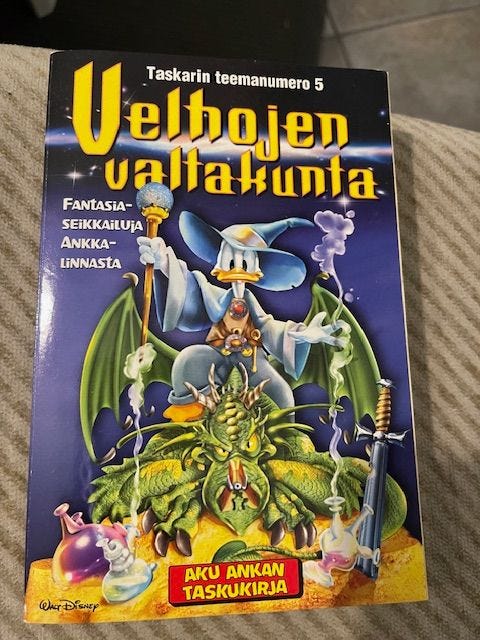 Taskarin teemanumero 5
Velhojen
valtakunta
FANTASIA-
SEIKKAILUJA
ANKKA-
LINNASTA
AKU ANKAN
TASKUKIRJA
WALT DISNEY